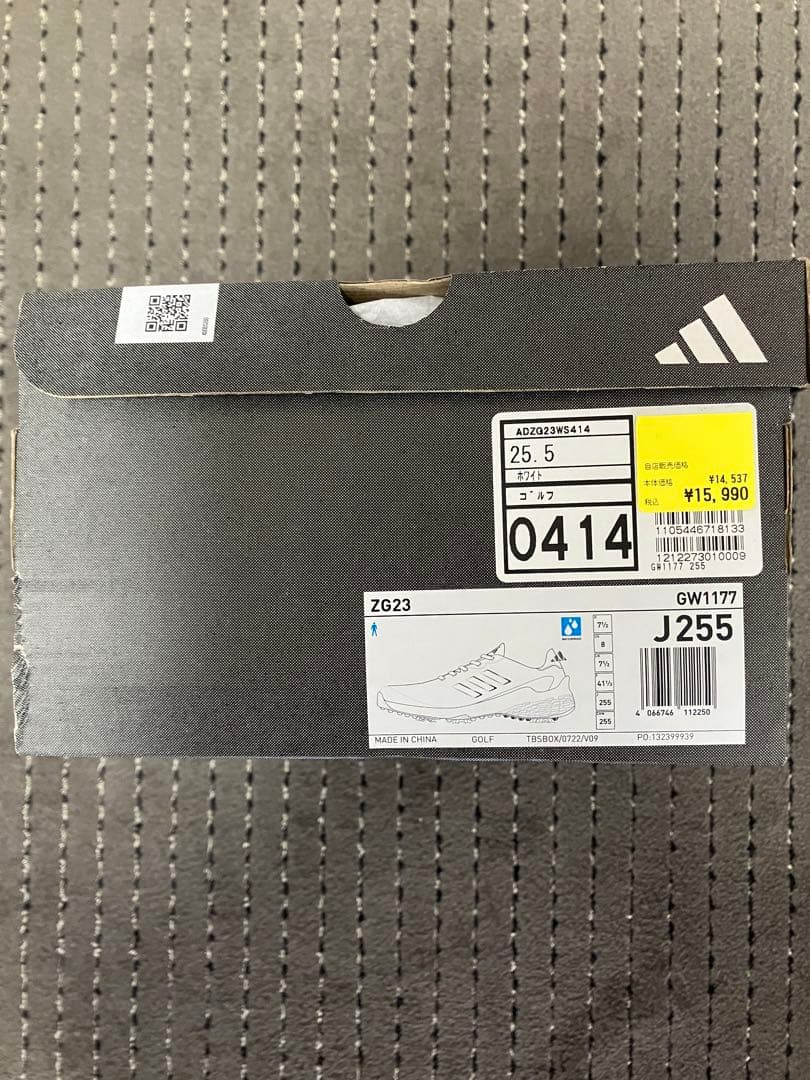 ADZG23WS414
25.5
ホワイト
ゴルフ
0414
自店販売価格
本体価格 ¥14,537
税込 ¥15,990
1105446718133
1212273010009
GW1177 255
ZG23 GW1177
J255
WATERPROOF
7½
8
7½
41⅓
255
255
4 066746 112250
MADE IN CHINA GOLF TBSBOX/0722/V09 PO:132399939